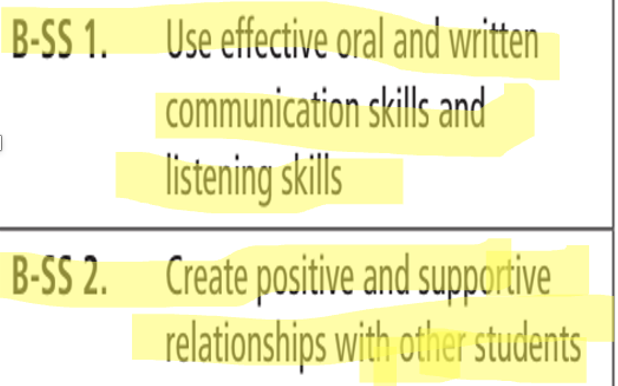 B-SS 1. Use effective oral and written
communication skills and
listening skills
B-SS 2. Create positive and supportive
relationships with other students